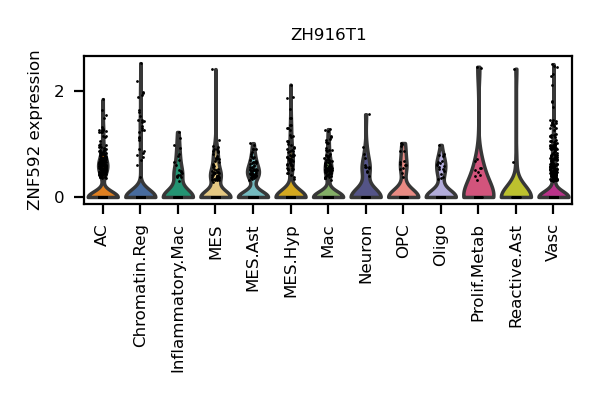 ZH916T1
ZNF592 expression
2
0
AC
Chromatin.Reg
Inflammatory.Mac
MES
MES.Ast
MES.Hyp
Mac
Neuron
OPC
Oligo
Prolif.Metab
Reactive.Ast
Vasc